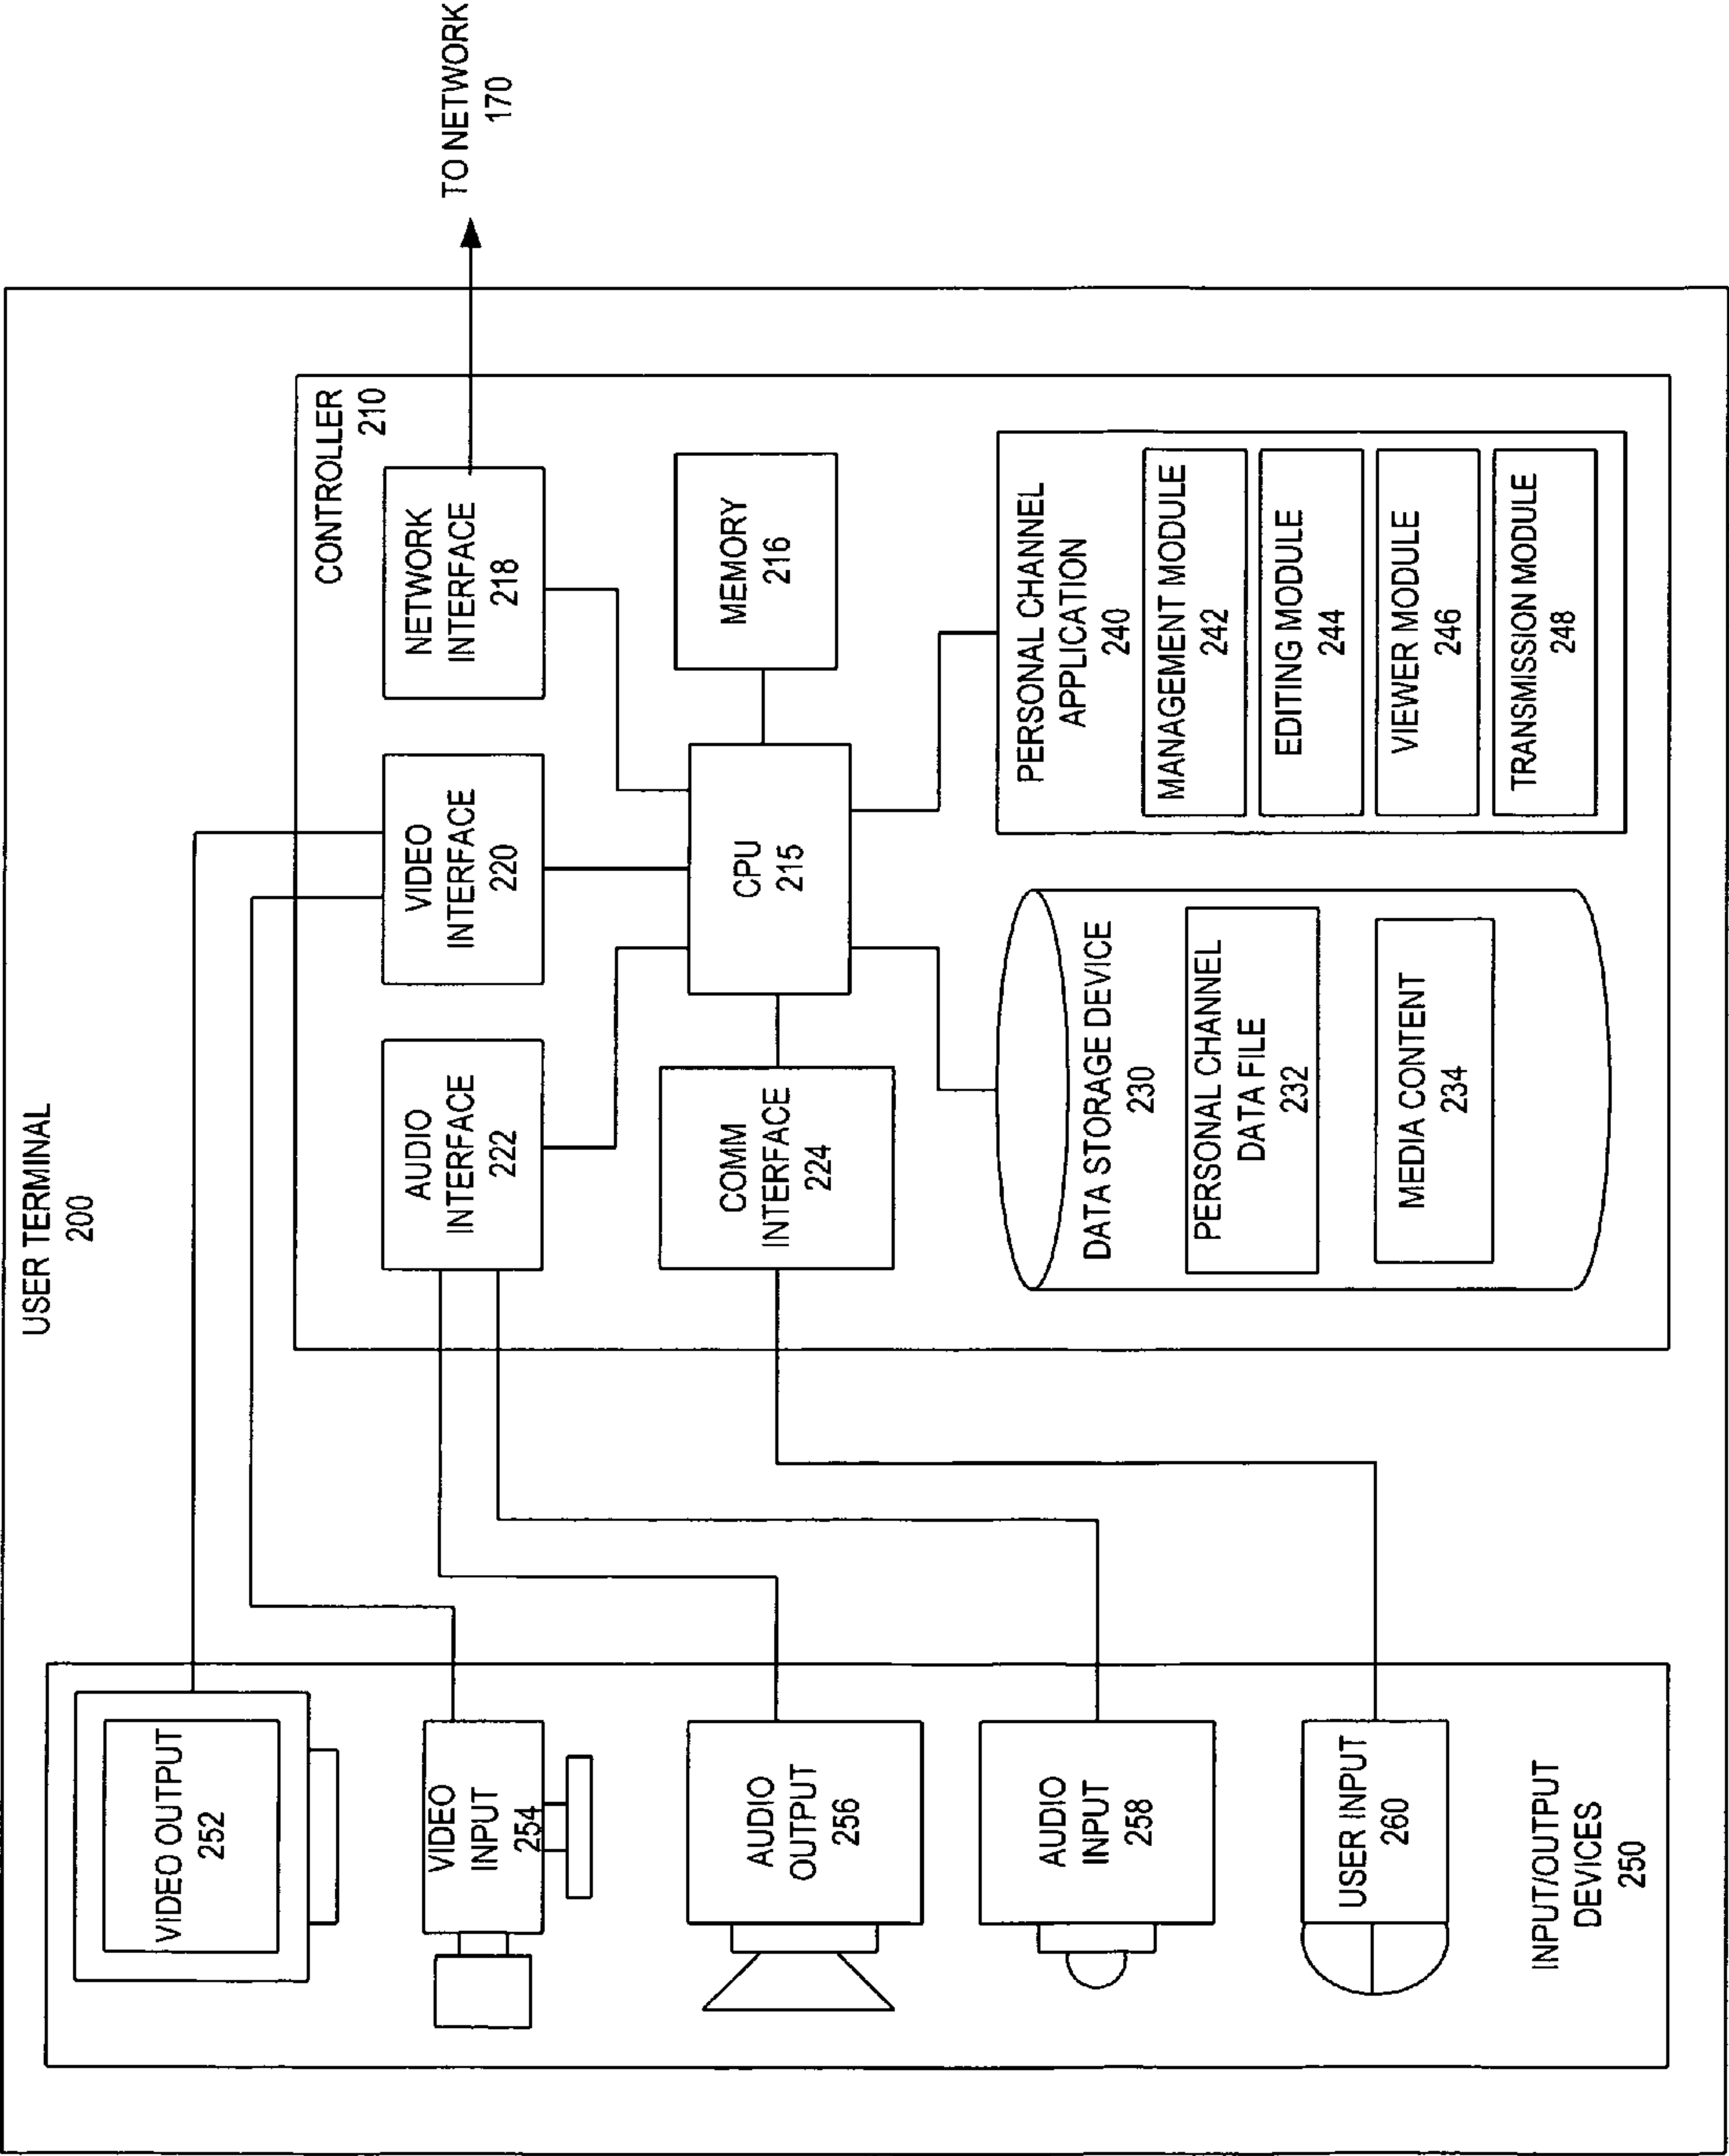 USER TERMINAL
200
VIDEO OUTPUT
252
VIDEO
INPUT
254
AUDIO
OUTPUT
256
AUDIO
INPUT
258
USER INPUT
260
INPUT/OUTPUT
DEVICES
250
CONTROLLER
210
AUDIO
INTERFACE
222
VIDEO
INTERFACE
220
NETWORK
INTERFACE
218
TO NETWORK
170
COMM
INTERFACE
224
CPU
215
MEMORY
216
DATA STORAGE DEVICE
230
PERSONAL CHANNEL
DATA FILE
232
MEDIA CONTENT
234
PERSONAL CHANNEL
APPLICATION
240
MANAGEMENT MODULE
242
EDITING MODULE
244
VIEWER MODULE
246
TRANSMISSION MODULE
248